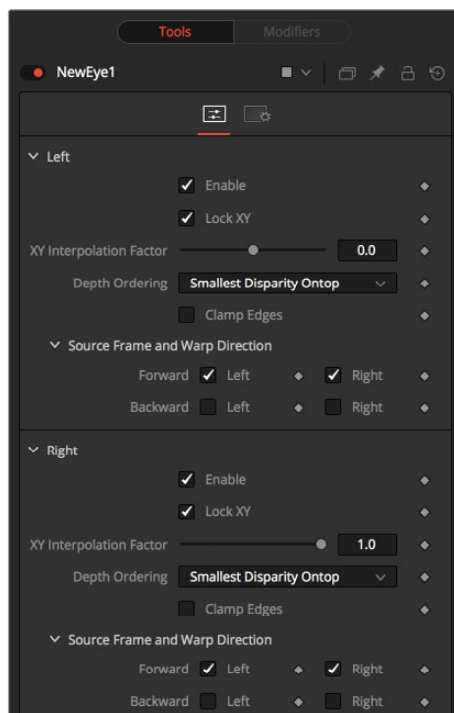 Tools Modifiers
NewEye1
Left
Enable
Lock XY
XY Interpolation Factor 0.0
Depth Ordering Smallest Disparity Ontop
Clamp Edges
Source Frame and Warp Direction
Forward Left Right
Backward Left Right
Right
Enable
Lock XY
XY Interpolation Factor 1.0
Depth Ordering Smallest Disparity Ontop
Clamp Edges
Source Frame and Warp Direction
Forward Left Right
Backward Left Right